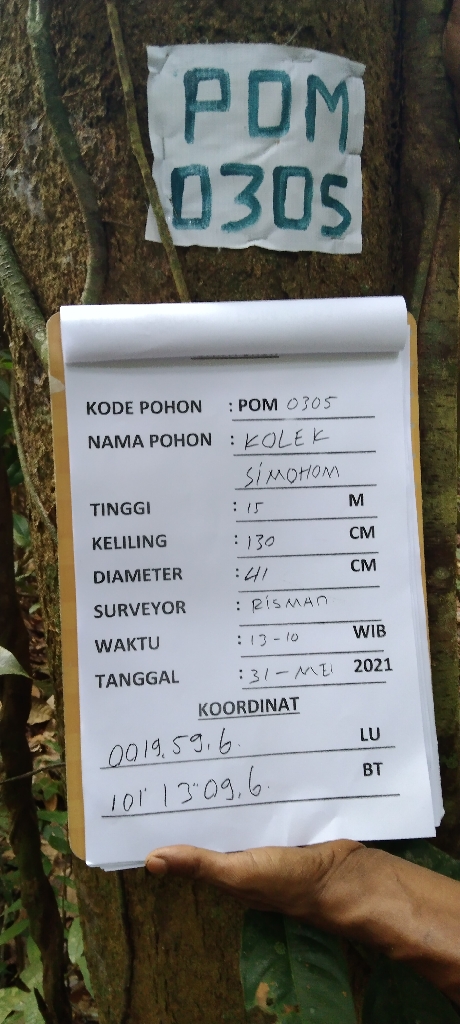 POM
0305
KODE POHON : POM 0305
NAMA POHON : KOLEK
SIMOHOM
TINGGI : 15 M
KELILING : 130 CM
DIAMETER : 41 CM
SURVEYOR : RISMAN
WAKTU : 13-10 WIB
TANGGAL : 31 - MEI 2021
KOORDINAT
0019.59.6. LU
101° 13"09.6. BT